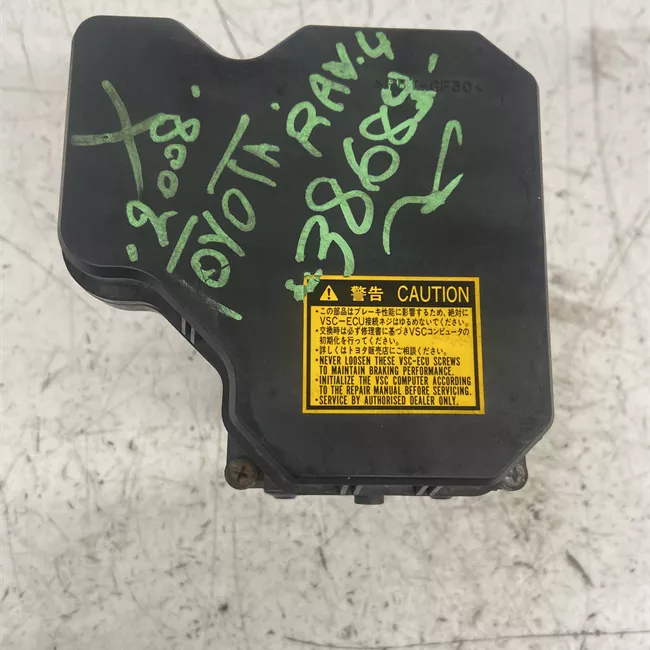 X
2008
TOYOTA
RAV.4
38683
警告 CAUTION
・この部品はブレーキ性能に影響するため、絶対に
VSC-ECU接続ネジはゆるめないでください。
・交換時は必ず修理書に基づきVSCコンピュータの
初期化を行ってください。
・詳しくはトヨタ販売店にご相談ください。
・NEVER LOOSEN THESE VSC-ECU SCREWS
TO MAINTAIN BRAKING PERFORMANCE.
・INITIALIZE THE VSC COMPUTER ACCORDING
TO THE REPAIR MANUAL BEFORE SERVICING.
・SERVICE BY AUTHORISED DEALER ONLY.